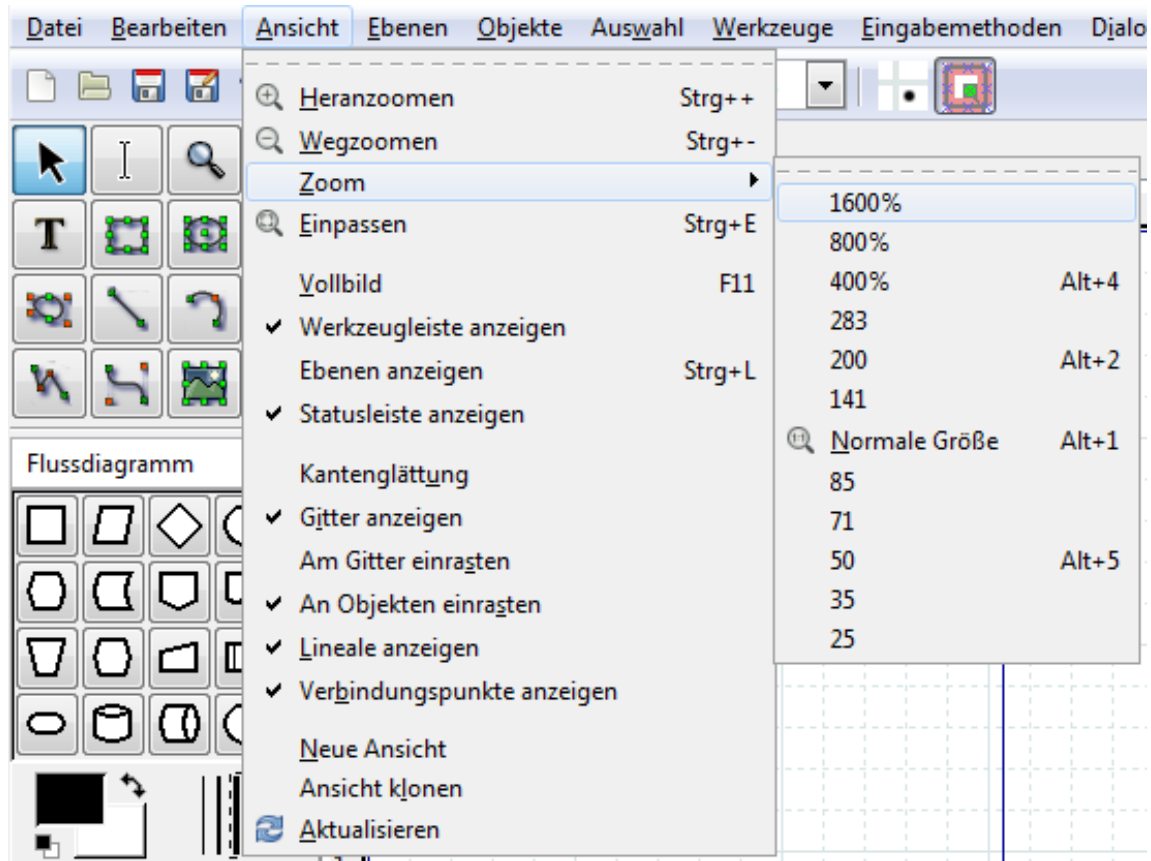 Datei Bearbeiten Ansicht Ebenen Objekte Auswahl Werkzeuge Eingabemethoden Dialo
Heranzoomen Strg++
Wegzoomen Strg+-
Zoom
Einpassen Strg+E
Vollbild F11
Werkzeugleiste anzeigen
Ebenen anzeigen Strg+L
Statusleiste anzeigen
Kantenglättung
Gitter anzeigen
Am Gitter einrasten
An Objekten einrasten
Lineale anzeigen
Verbindungspunkte anzeigen
Neue Ansicht
Ansicht klonen
Aktualisieren
1600%
800%
400% Alt+4
283
200 Alt+2
141
Normale Größe Alt+1
85
71
50 Alt+5
35
25
T
Flussdiagramm